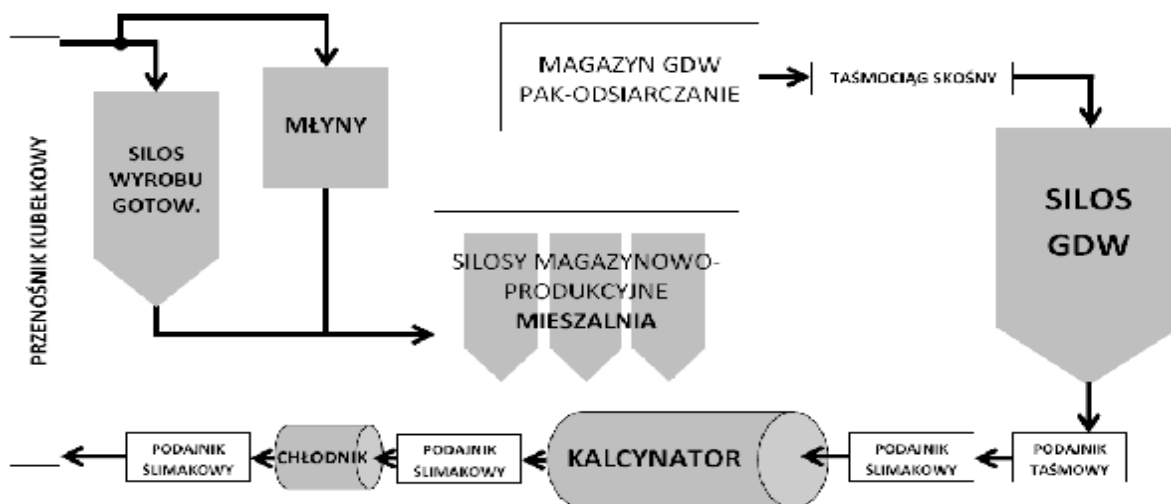 MAGAZYN GDW
PAK-ODSIARCZANIE
TAŚMOCIĄG SKOŚNY
SILOS
GDW
MŁYNY
SILOS
WYROBU
GOTOW.
PRZENOŚNIK KUBEŁKOWY
SILOSY MAGAZYNOWO-
PRODUKCYJNE
MIESZALNIA
PODAJNIK
ŚLIMAKOWY
CHŁODNIK
PODAJNIK
ŚLIMAKOWY
KALCYNATOR
PODAJNIK
ŚLIMAKOWY
PODAJNIK
TAŚMOWY